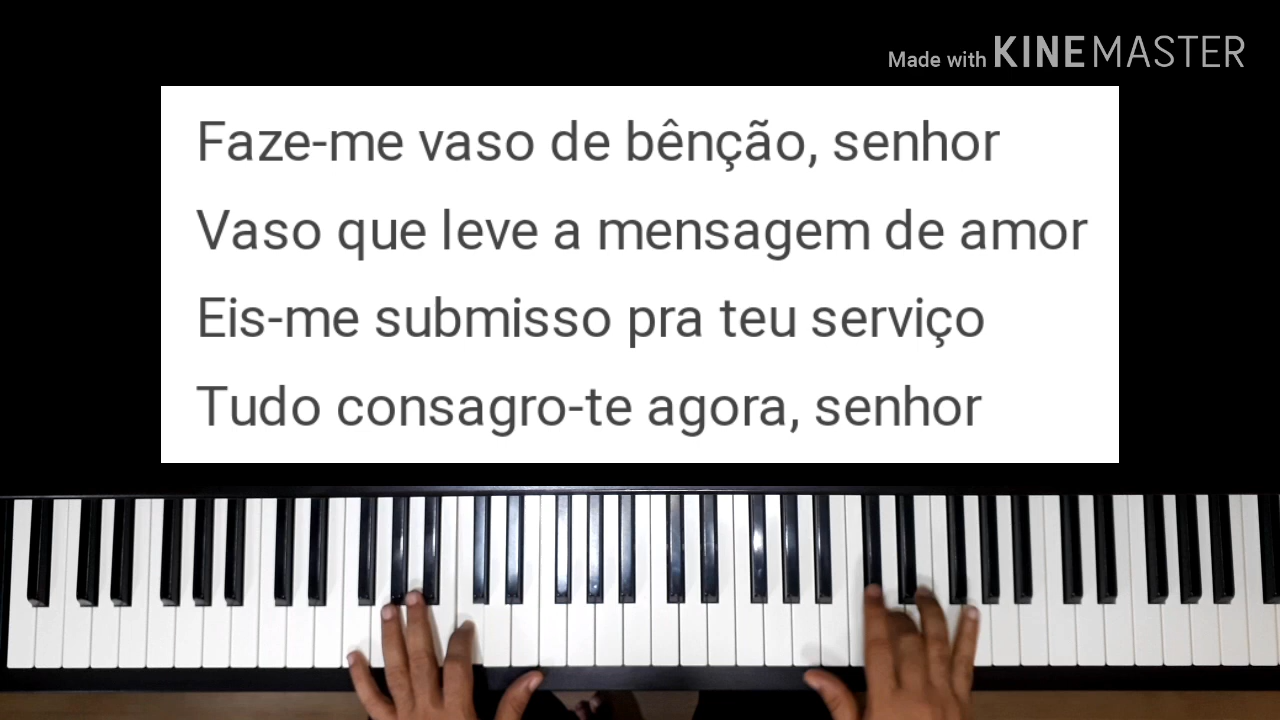 Made with KINEMASTER
Faze-me vaso de bênção, senhor
Vaso que leve a mensagem de amor
Eis-me submisso pra teu serviço
Tudo consagro-te agora, senhor